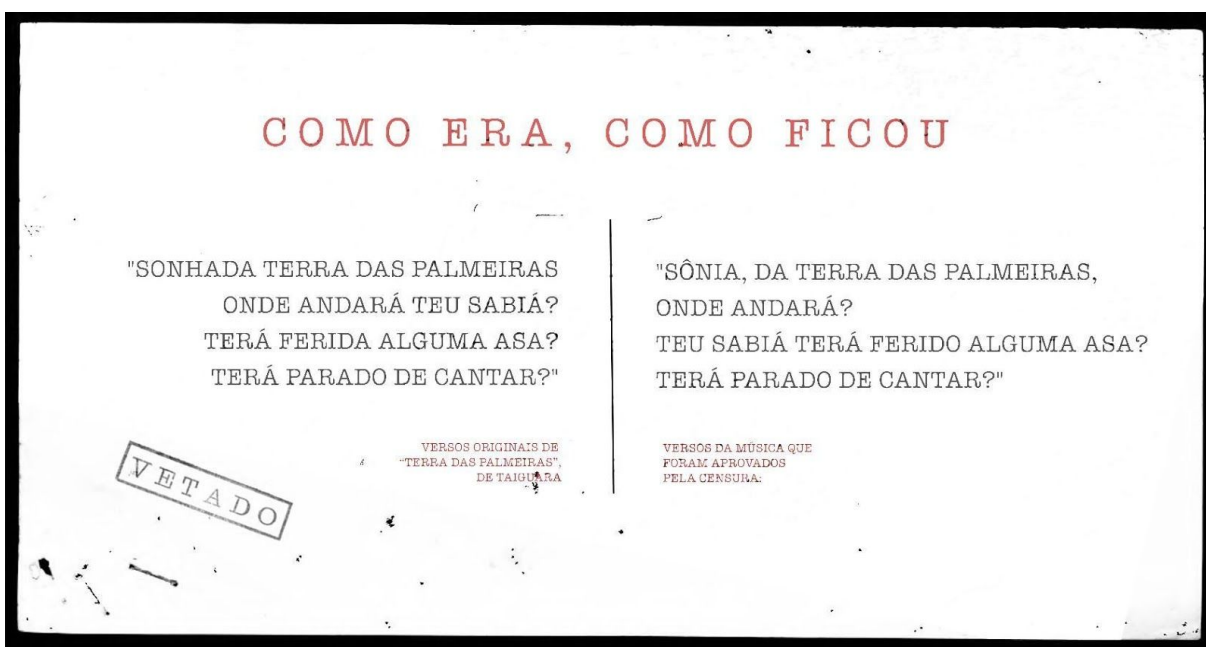 COMO ERA, COMO FICOU
"SONHADA TERRA DAS PALMEIRAS
ONDE ANDARÁ TEU SABIÁ?
TERÁ FERIDA ALGUMA ASA?
TERÁ PARADO DE CANTAR?"
VERSOS ORIGINAIS DE
"TERRA DAS PALMEIRAS",
DE TAIGUARA
VETADO
"SÔNIA, DA TERRA DAS PALMEIRAS,
ONDE ANDARÁ?
TEU SABIÁ TERÁ FERIDO ALGUMA ASA?
TERÁ PARADO DE CANTAR?"
VERSOS DA MÚSICA QUE
FORAM APROVADOS
PELA CENSURA: